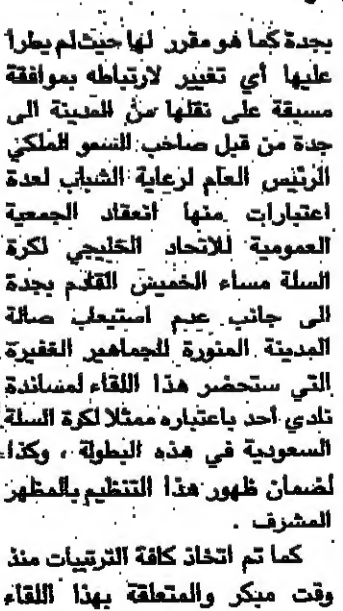 بجدة كما هو مقرر لها حيث لم يطرأ
عليها أي تغيير لارتباطه بموافقة
مسبقة على نقلها من المدينة الى
جدة من قبل صاحب السمو الملكي
الرئيس العام لرعاية الشباب لعدة
اعتبارات منها انعقاد الجمعية
العمومية للاتحاد الخليجي لكرة
السلة مساء الخميس القادم بجدة
الى جانب عدم استيعاب صالة
المدينة المنورة للجماهير الغفيرة
التي ستحضر هذا اللقاء لمساندة
نادي أحد باعتباره ممثلا لكرة السلة
السعودية في هذه البطولة ، وكذا
لضمان ظهور هذا التنظيم بالمظهر
المشرف .
كما تم اتخاذ كافة الترتيبات منذ
وقت مبكر والمتعلقة بهذا اللقاء